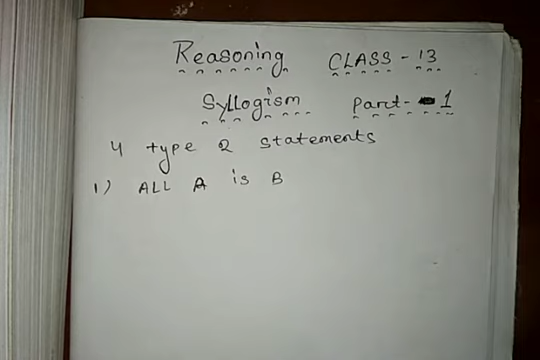 Reasoning CLASS - 13
Syllogism Part - 1
4 type 2 statements
1) ALL A is B